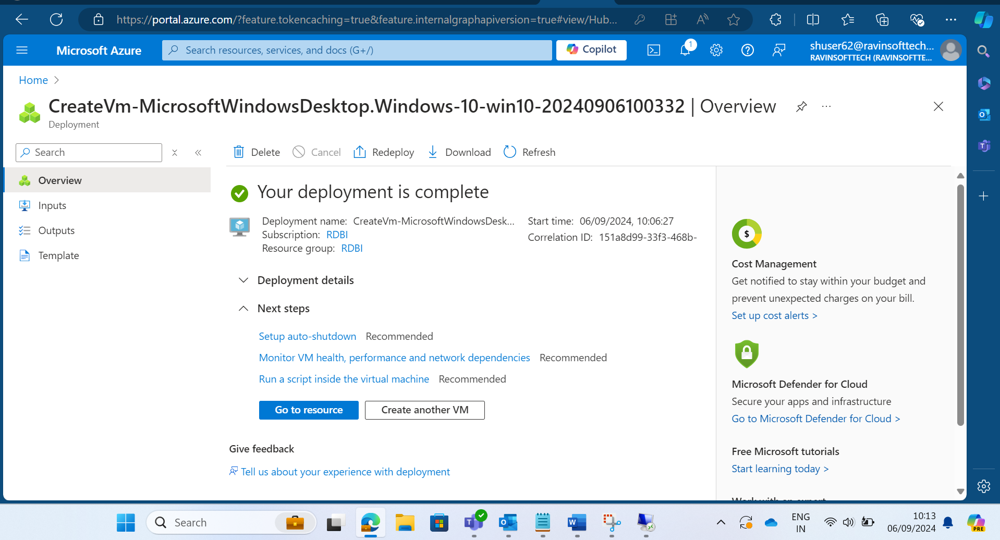 https://portal.azure.com/?feature.tokencaching=true&feature.internalgraphapiversion=true#view/Hub...
Microsoft Azure
Search resources, services, and docs (G+/)
Copilot
1
shuser62@ravinsofttech...
RAVINSOFTTECH (RAVINSOFTTE...
Home
CreateVm-MicrosoftWindowsDesktop.Windows-10-win10-20240906100332 | Overview
Deployment
Search
Delete
Cancel
Redeploy
Download
Refresh
Overview
Inputs
Outputs
Template
Your deployment is complete
Deployment name: CreateVm-MicrosoftWindowsDesk...
Subscription: RDBI
Resource group: RDBI
Start time: 06/09/2024, 10:06:27
Correlation ID: 151a8d99-33f3-468b-
Deployment details
Next steps
Setup auto-shutdown Recommended
Monitor VM health, performance and network dependencies Recommended
Run a script inside the virtual machine Recommended
Go to resource
Create another VM
Give feedback
Tell us about your experience with deployment
Cost Management
Get notified to stay within your budget and
prevent unexpected charges on your bill.
Set up cost alerts >
Microsoft Defender for Cloud
Secure your apps and infrastructure
Go to Microsoft Defender for Cloud >
Free Microsoft tutorials
Start learning today >
Work with an expert
Search
ENG
IN
10:13
06/09/2024
PRE